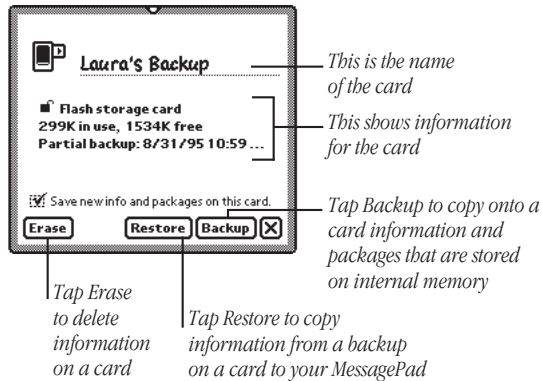 Laura's Backup
Flash storage card
299K in use, 1534K free
Partial backup: 8/31/95 10:59 ...
Save new info and packages on this card.
Erase
Restore
Backup
This is the name
of the card
This shows information
for the card
Tap Backup to copy onto a
card information and
packages that are stored
on internal memory
Tap Erase
to delete
information
on a card
Tap Restore to copy
information from a backup
on a card to your MessagePad